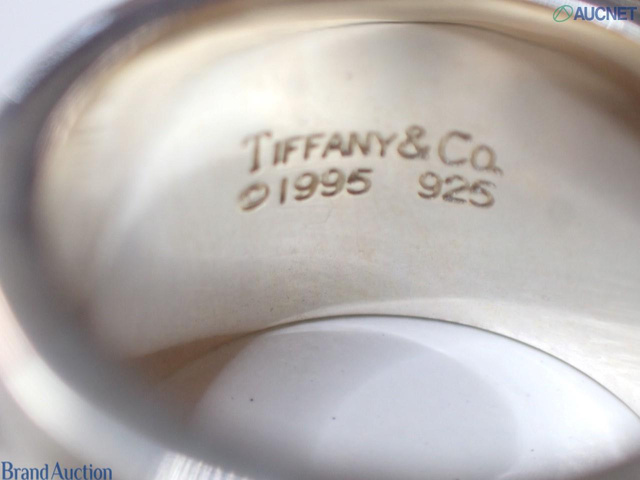 AUCNET
TIFFANY & Co.
©1995 925
Brand Auction